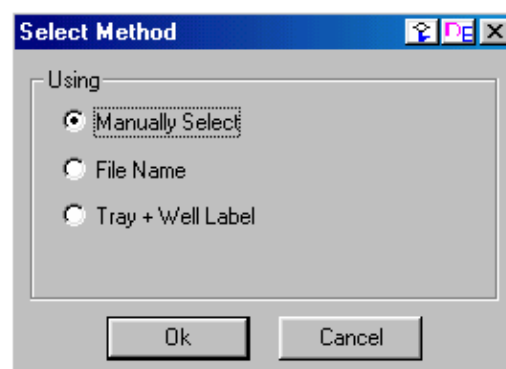 Select Method
Using
Manually Select
File Name
Tray + Well Label
Ok
Cancel